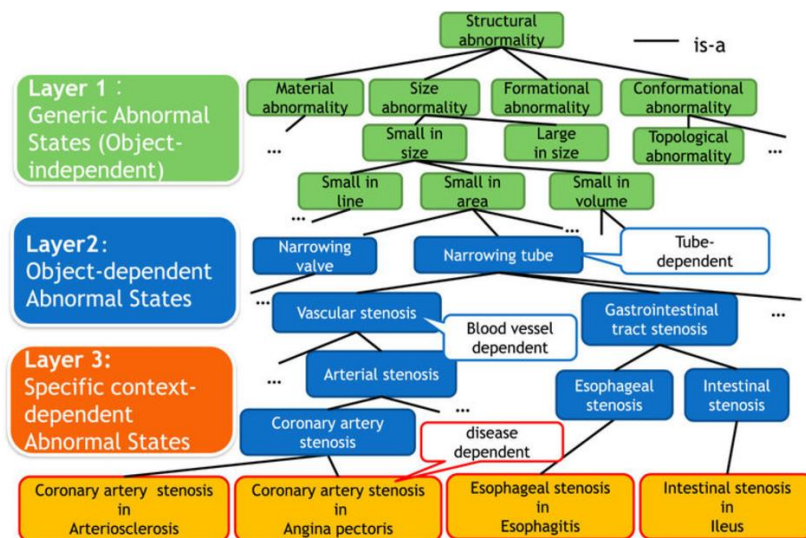 Structural
abnormality
is-a
Layer 1：
Generic Abnormal
States (Object-
independent)
Material
abnormality
Size
abnormality
Formational
abnormality
Conformational
abnormality
...
Small in
size
Large
in size
Topological
abnormality
...
Small in
line
Small in
area
Small in
volume
...
...
Layer2：
Object-dependent
Abnormal States
Narrowing
valve
Narrowing tube
Tube-
dependent
...
Vascular stenosis
Blood vessel
dependent
Gastrointestinal
tract stenosis
...
Layer 3:
Specific context-
dependent
Abnormal States
...
Arterial stenosis
...
Esophageal
stenosis
Intestinal
stenosis
Coronary artery
stenosis
disease
dependent
Coronary artery stenosis
in
Arteriosclerosis
Coronary artery stenosis
in
Angina pectoris
Esophageal stenosis
in
Esophagitis
Intestinal stenosis
in
Ileus